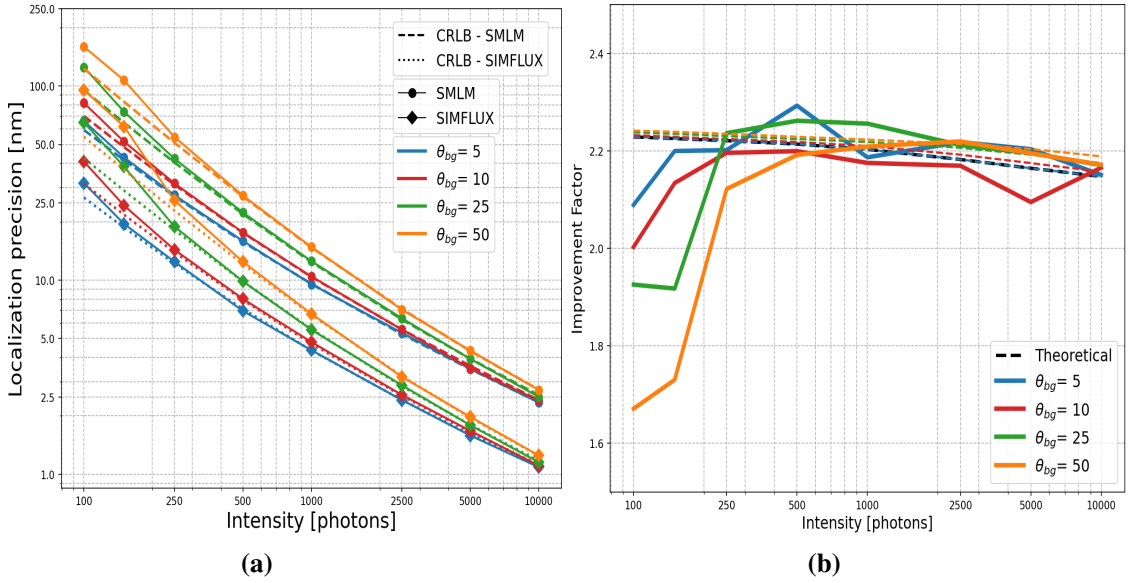 250.0
100.0
50.0
25.0
10.0
5.0
2.5
1.0
Localization precision [nm]
CRLB - SMLM
CRLB - SIMFLUX
SMLM
SIMFLUX
θbg= 5
θbg= 10
θbg= 25
θbg= 50
100 250 500 1000 2500 5000 10000
Intensity [photons]
(a)
2.4
2.2
2.0
1.8
1.6
Improvement Factor
Theoretical
θbg= 5
θbg= 10
θbg= 25
θbg= 50
100 250 500 1000 2500 5000 10000
Intensity [photons]
(b)